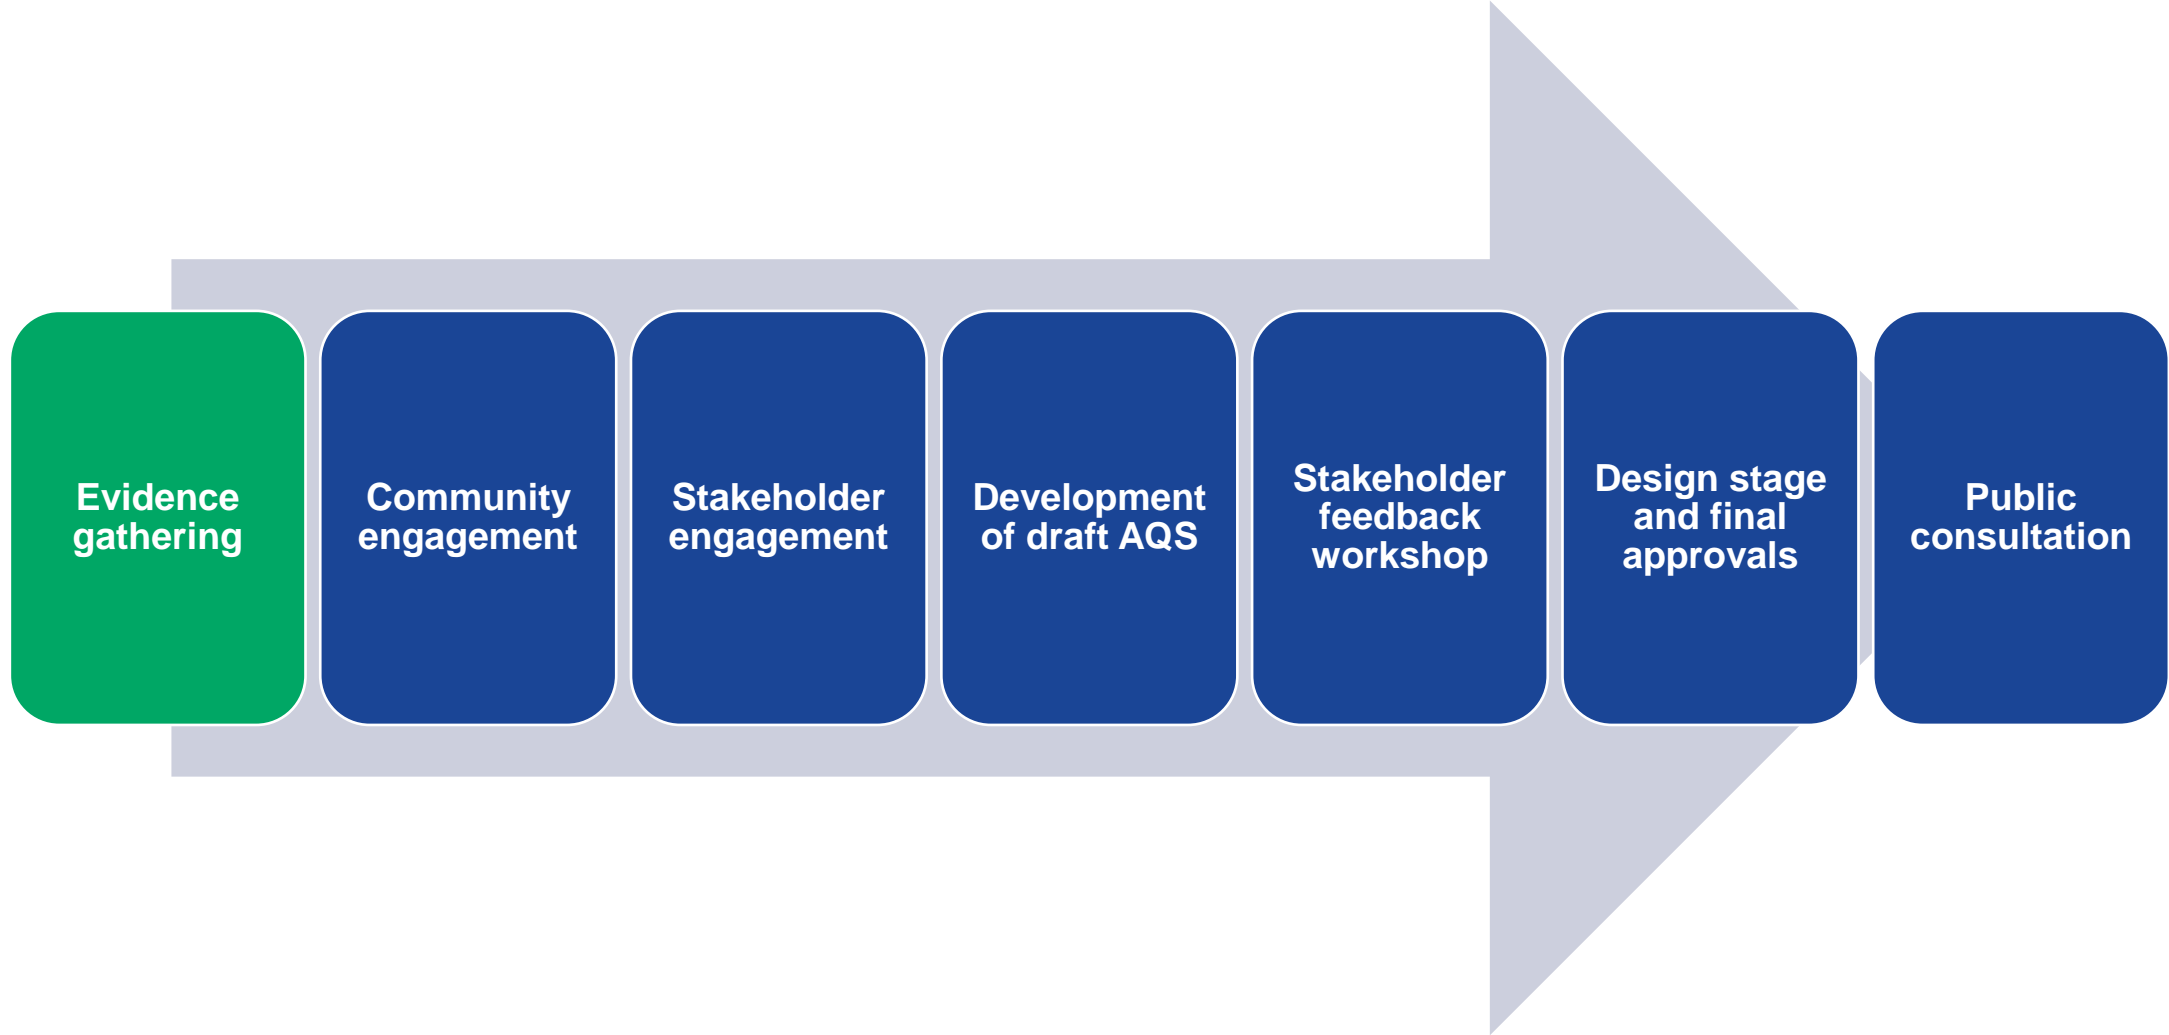 Evidence
gathering
Community
engagement
Stakeholder
engagement
Development
of draft AQS
Stakeholder
feedback
workshop
Design stage
and final
approvals
Public
consultation